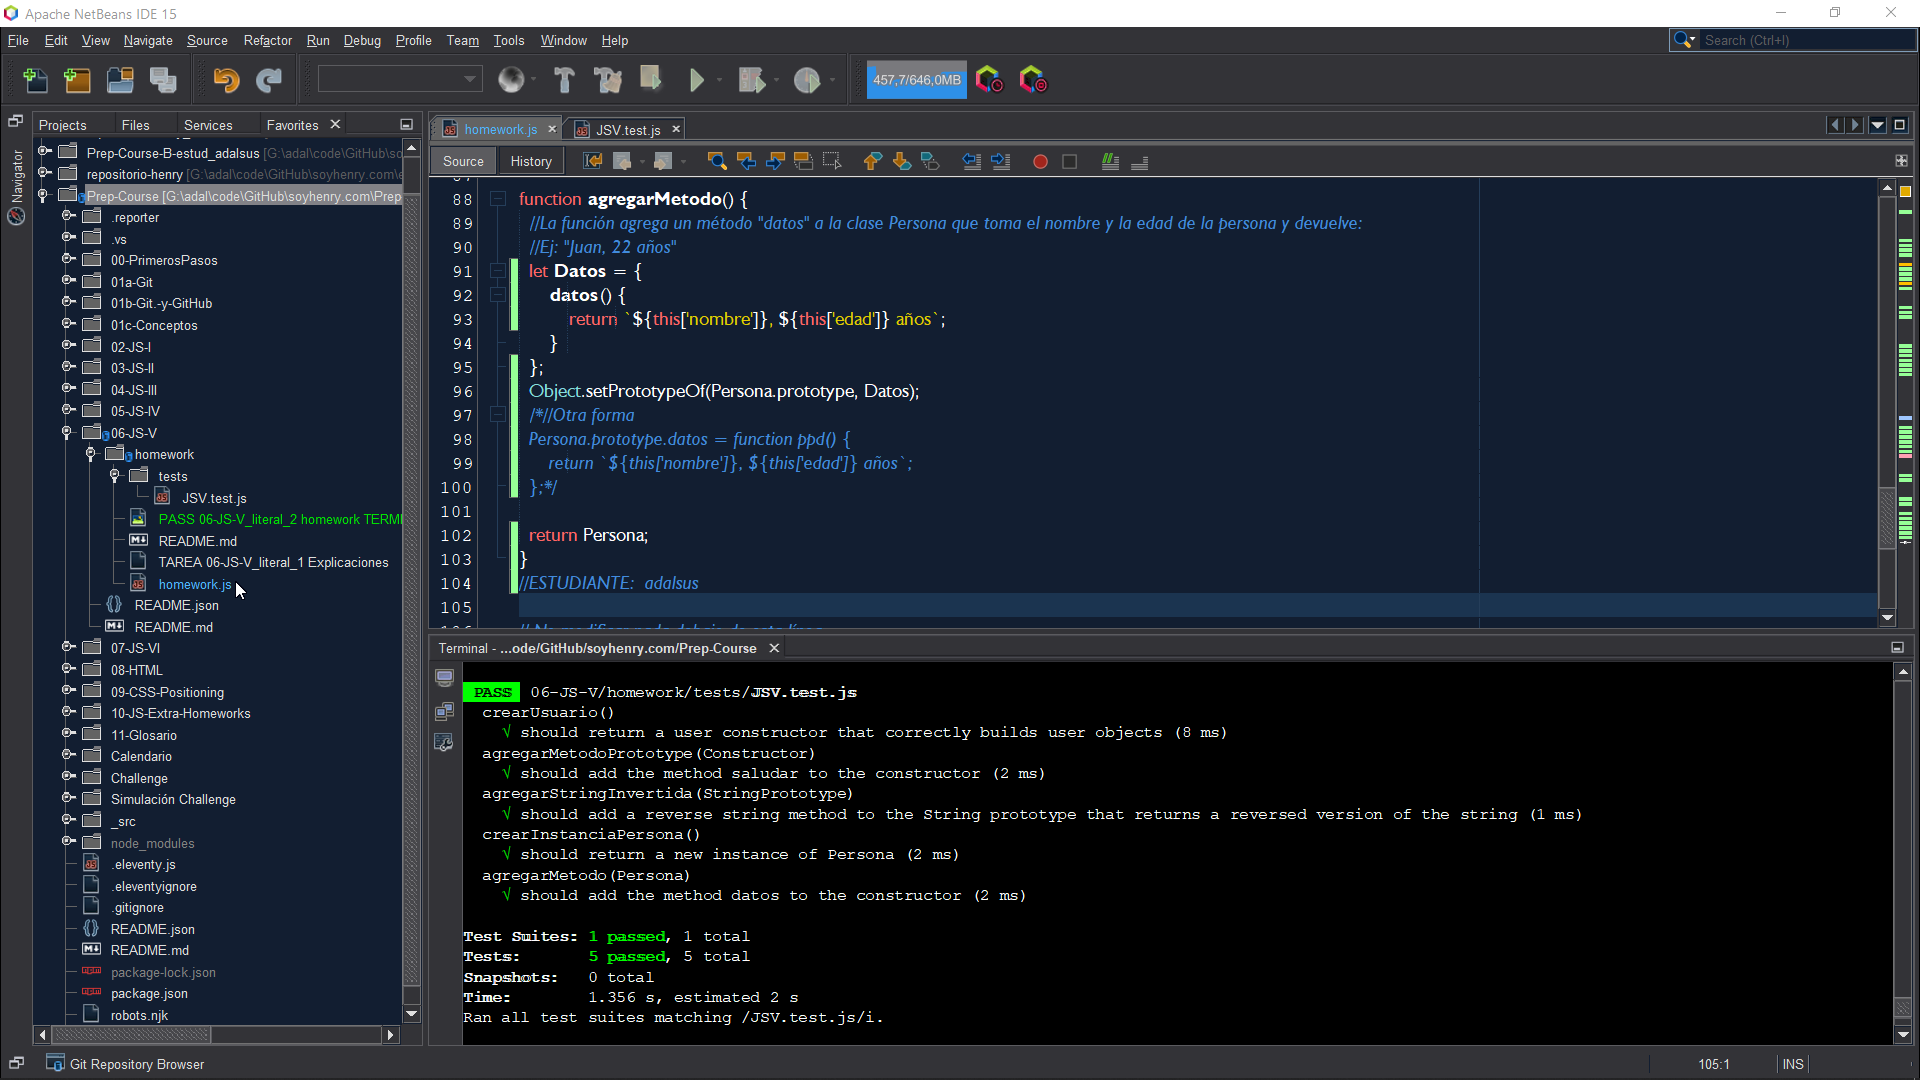 Apache NetBeans IDE 15
File Edit View Navigate Source Refactor Run Debug Profile Team Tools Window Help
Search (Ctrl+I)
457,7/646,0MB
Projects Files Services Favorites
Navigator
Prep-Course-B-estud_adalsus [G:\adal\code\GitHub\so
repositorio-henry [G:\adal\code\GitHub\soyhenry.com\e
Prep-Course [G:\adal\code\GitHub\soyhenry.com\Prep
.reporter
.vs
00-PrimerosPasos
01a-Git
01b-Git.-y-GitHub
01c-Conceptos
02-JS-I
03-JS-II
04-JS-III
05-JS-IV
06-JS-V
homework
tests
JSV.test.js
PASS 06-JS-V_literal_2 homework TERMI
README.md
TAREA 06-JS-V_literal_1 Explicaciones
homework.js
README.json
README.md
07-JS-VI
08-HTML
09-CSS-Positioning
10-JS-Extra-Homeworks
11-Glosario
Calendario
Challenge
Simulación Challenge
_src
node_modules
.eleventy.js
.eleventyignore
.gitignore
README.json
README.md
package-lock.json
package.json
robots.njk
homework.js JSV.test.js
Source History
88 function agregarMetodo() {
89 //La función agrega un método "datos" a la clase Persona que toma el nombre y la edad de la persona y devuelve:
90 //Ej: "Juan, 22 años"
91 let Datos = {
92 datos() {
93 return `${this['nombre']}, ${this['edad']} años`;
94 }
95 };
96 Object.setPrototypeOf(Persona.prototype, Datos);
97 /*//Otra forma
98 Persona.prototype.datos = function ppd() {
99 return `${this['nombre']}, ${this['edad']} años`;
100 };*/
101
102 return Persona;
103 }
104 //ESTUDIANTE: adalsus
105
Terminal - ...ode/GitHub/soyhenry.com/Prep-Course
PASS 06-JS-V/homework/tests/JSV.test.js
crearUsuario()
√ should return a user constructor that correctly builds user objects (8 ms)
agregarMetodoPrototype(Constructor)
√ should add the method saludar to the constructor (2 ms)
agregarStringInvertida(StringPrototype)
√ should add a reverse string method to the String prototype that returns a reversed version of the string (1 ms)
crearInstanciaPersona()
√ should return a new instance of Persona (2 ms)
agregarMetodo(Persona)
√ should add the method datos to the constructor (2 ms)
Test Suites: 1 passed, 1 total
Tests: 5 passed, 5 total
Snapshots: 0 total
Time: 1.356 s, estimated 2 s
Ran all test suites matching /JSV.test.js/i.
Git Repository Browser
105:1 INS